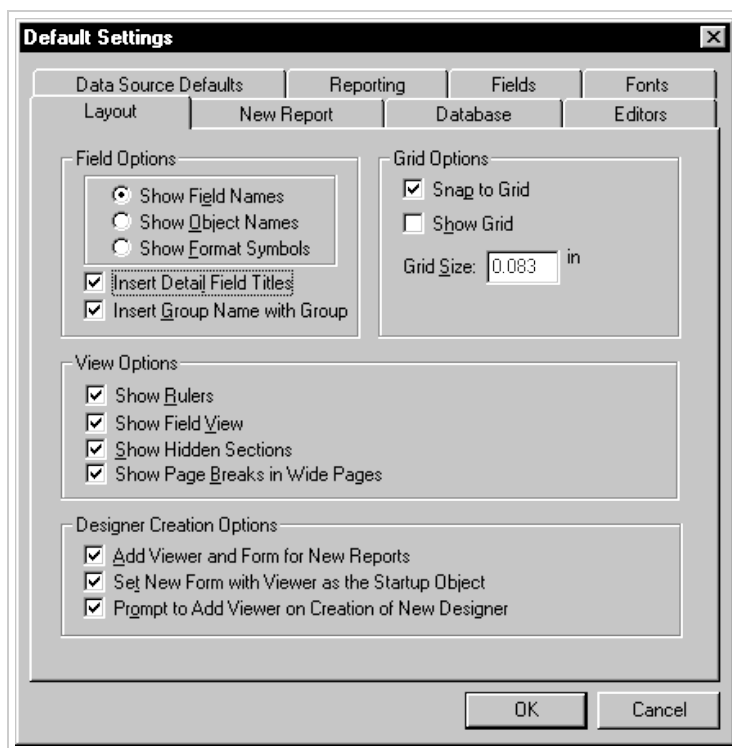 Default Settings
Data Source Defaults Reporting Fields Fonts
Layout New Report Database Editors
Field Options
Show Field Names
Show Object Names
Show Format Symbols
Insert Detail Field Titles
Insert Group Name with Group
Grid Options
Snap to Grid
Show Grid
Grid Size: 0.083 in
View Options
Show Rulers
Show Field View
Show Hidden Sections
Show Page Breaks in Wide Pages
Designer Creation Options
Add Viewer and Form for New Reports
Set New Form with Viewer as the Startup Object
Prompt to Add Viewer on Creation of New Designer
OK Cancel